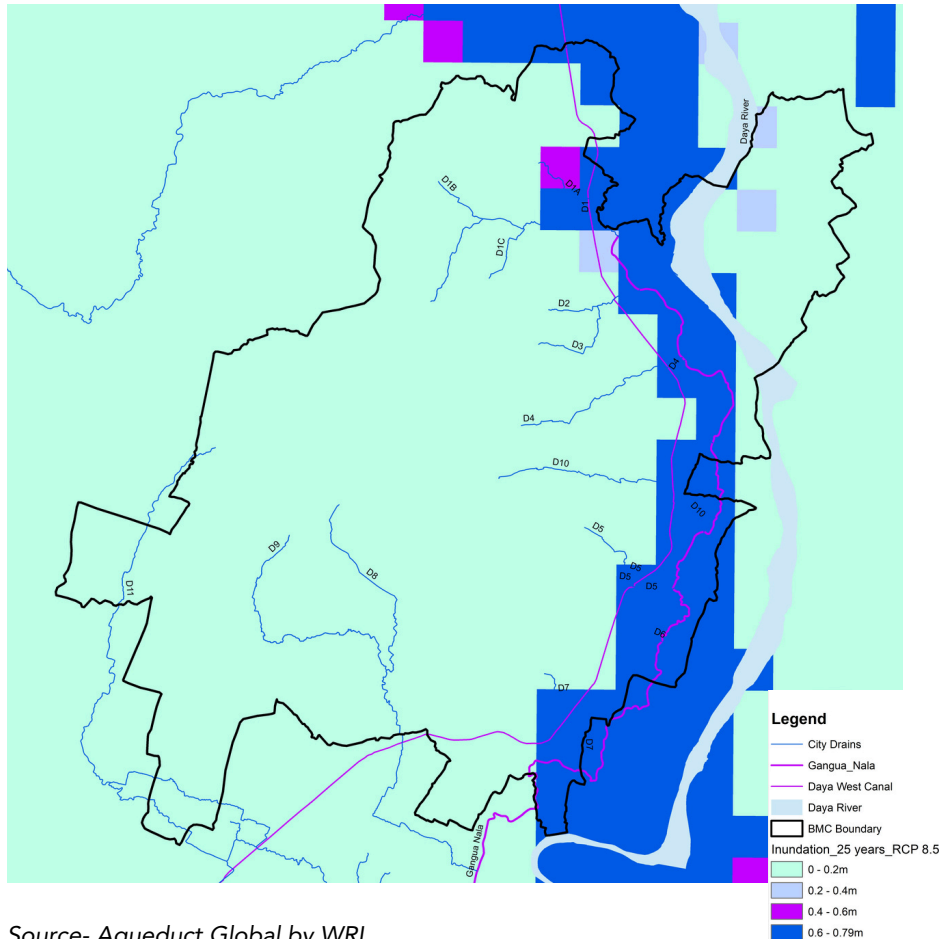 Daya River
D1B
D1A
D1
D1C
D2
D3
D4
D4
D10
D10
D5
D5
D5
D5
D9
D8
D11
D6
D7
D7
Gangua Nala
Legend
City Drains
Gangua_Nala
Daya West Canal
Daya River
BMC Boundary
Inundation_25 years_RCP 8.5
0 - 0.2m
0.2 - 0.4m
0.4 - 0.6m
0.6 - 0.79m
Source- Aqueduct Global by WRI